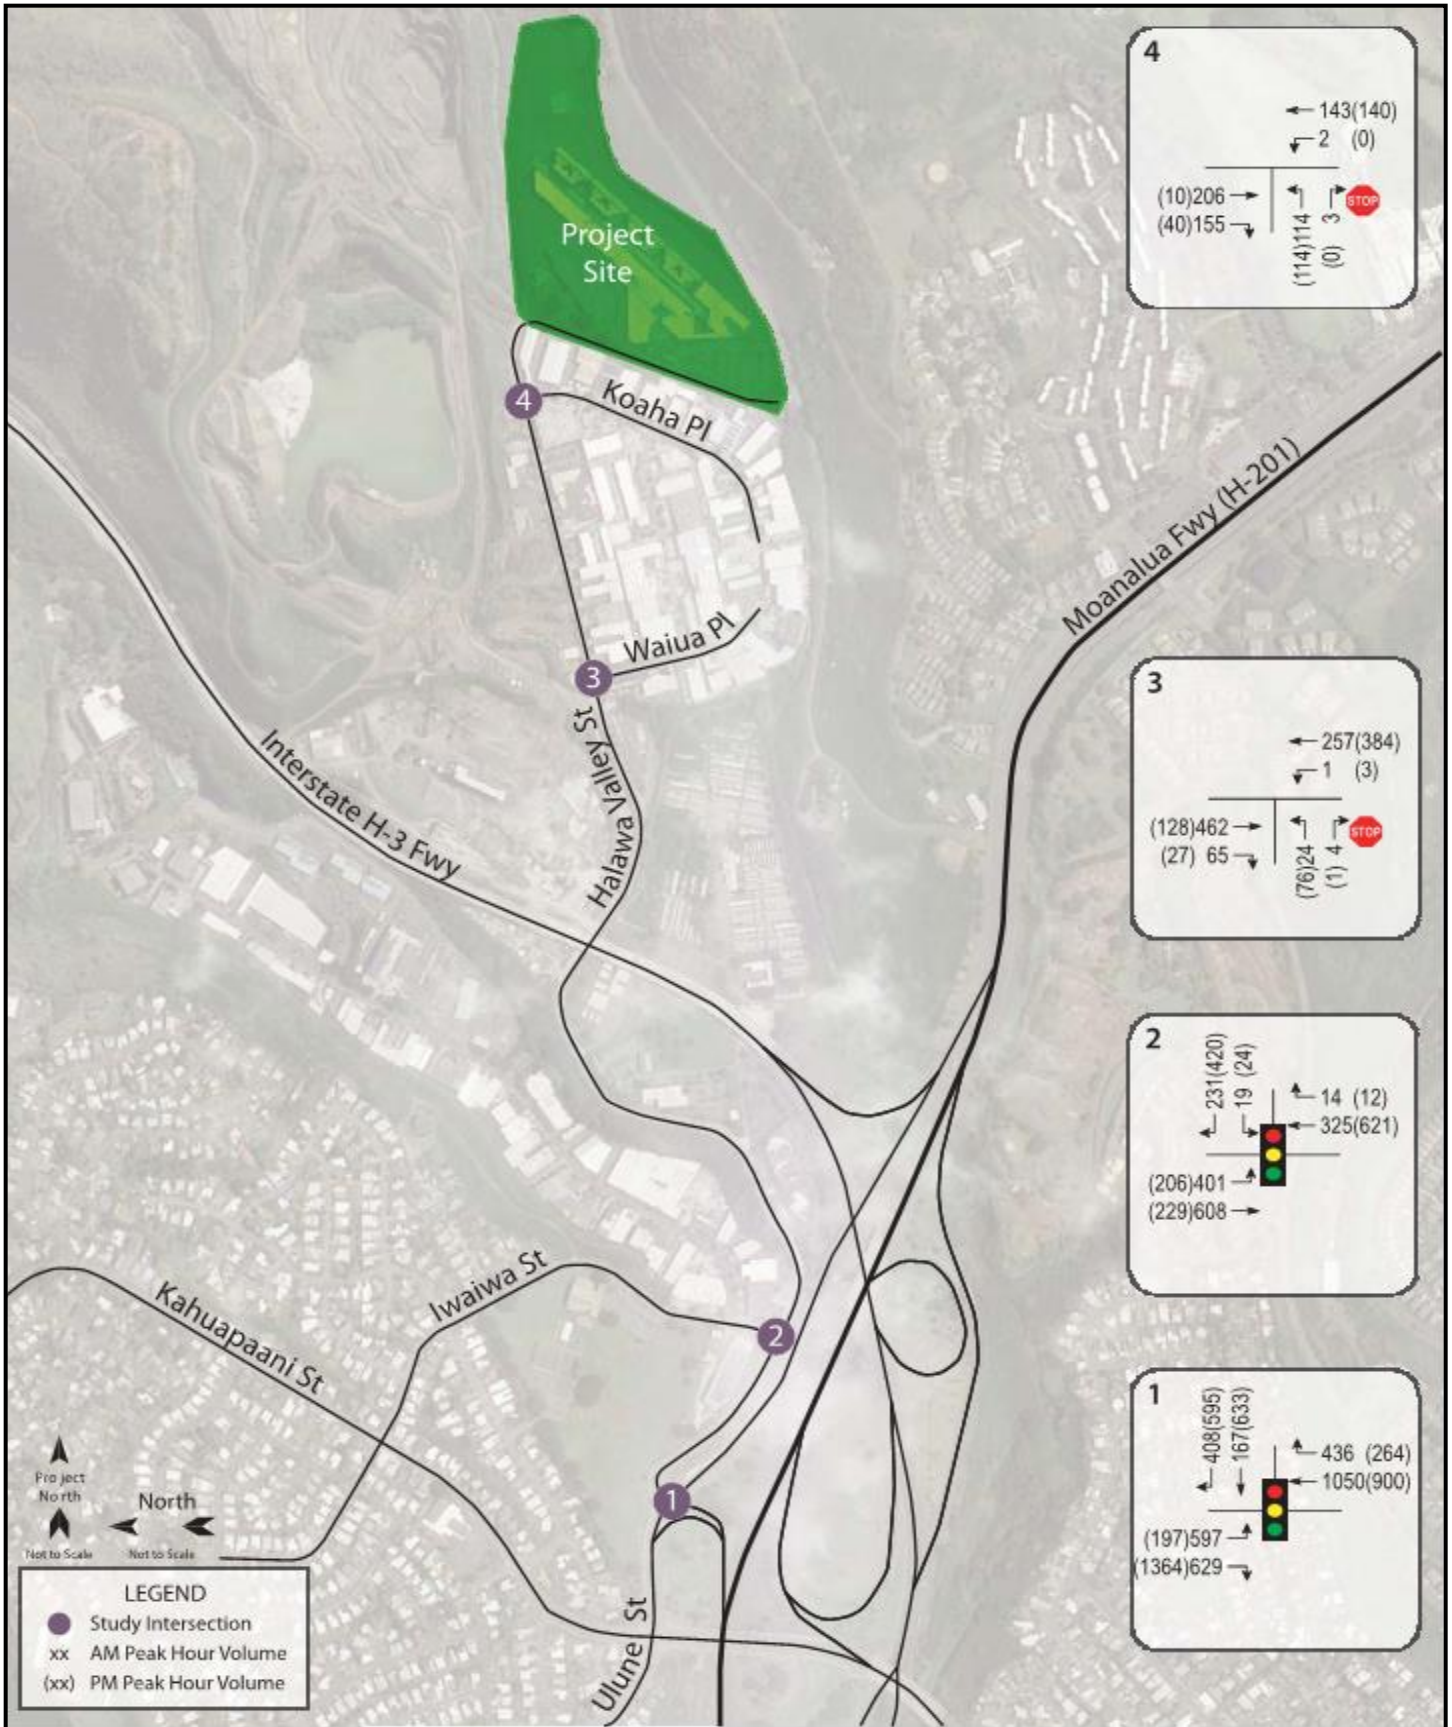 Project
Site
4
Koaha Pl
Waiua Pl
3
Halawa Valley St
Interstate H-3 Fwy
Moanalua Fwy (H-201)
Iwaiwa St
Kahuapaani St
2
1
Ulune St
Project
North
Not to Scale
North
Not to Scale
LEGEND
Study Intersection
xx AM Peak Hour Volume
(xx) PM Peak Hour Volume
4
143(140)
2 (0)
(10)206
(40)155
(114)114
(0) 3
STOP
3
257(384)
1 (3)
(128)462
(27) 65
(76)24
(1) 4
STOP
2
231(420)
19 (24)
14 (12)
325(621)
(206)401
(229)608
1
408(595)
167(633)
436 (264)
1050(900)
(197)597
(1364)629